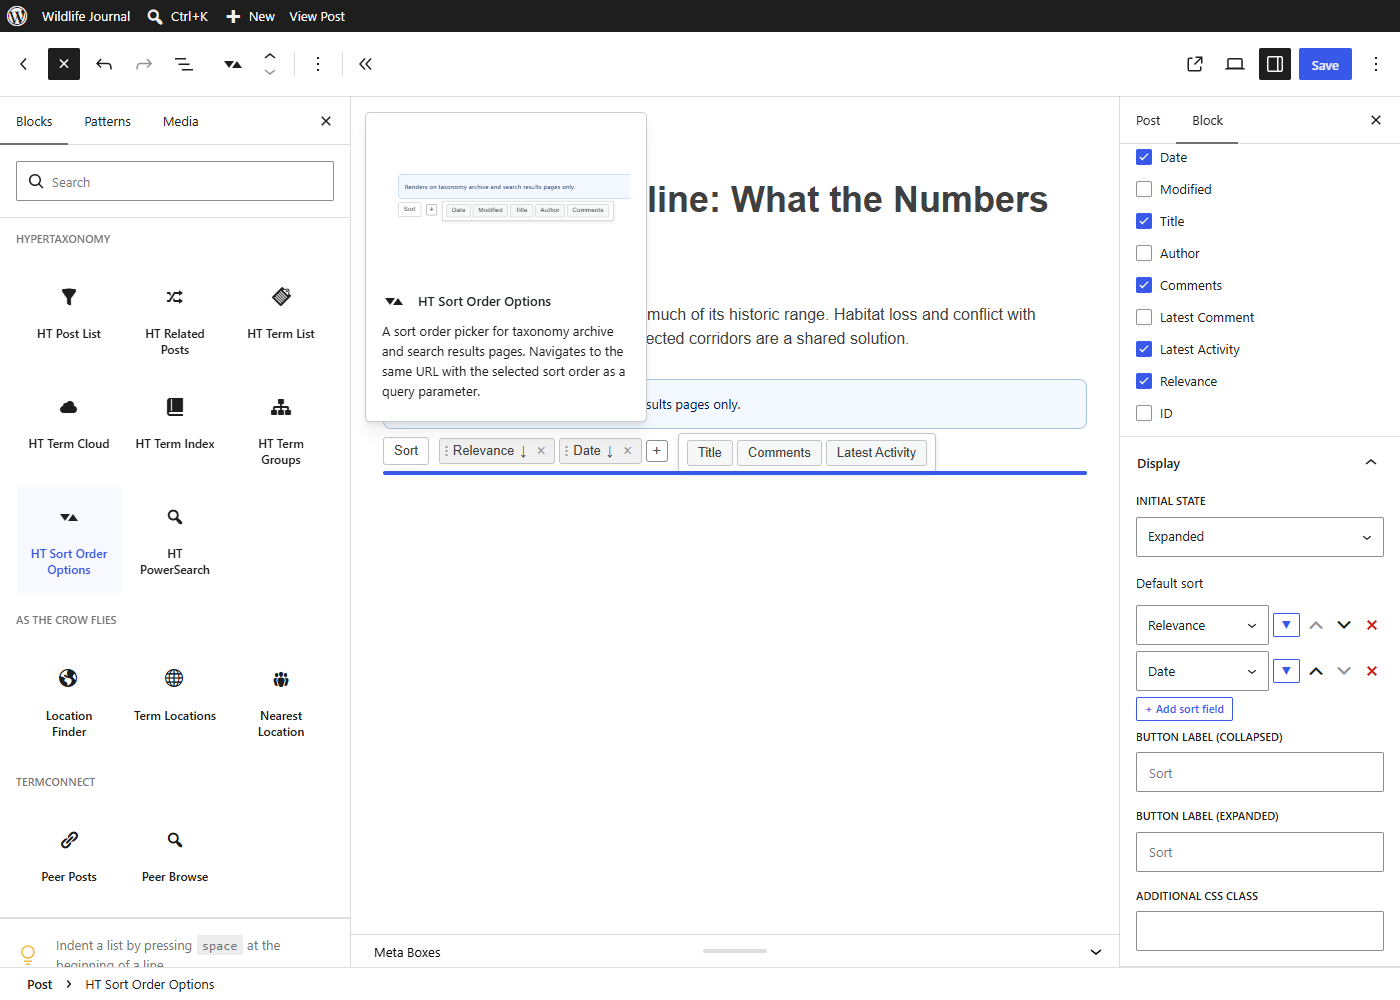 Wildlife Journal
Ctrl+K
New
View Post
Save
Blocks
Patterns
Media
Search
HYPERTAXONOMY
HT Post List
HT Related
Posts
HT Term List
HT Term Cloud
HT Term Index
HT Term
Groups
HT Sort Order
Options
HT
PowerSearch
AS THE CROW FLIES
Location
Finder
Term Locations
Nearest
Location
TERMCONNECT
Peer Posts
Peer Browse
Indent a list by pressing space at the
beginning of a line.
Renders on taxonomy archive and search results pages only.
Sort + Date Modified Title Author Comments
HT Sort Order Options
A sort order picker for taxonomy archive
and search results pages. Navigates to the
same URL with the selected sort order as a
query parameter.
line: What the Numbers
much of its historic range. Habitat loss and conflict with
ected corridors are a shared solution.
sults pages only.
Sort
Relevance ↓ ×
Date ↓ ×
+
Title
Comments
Latest Activity
Meta Boxes
Post
Block
Date
Modified
Title
Author
Comments
Latest Comment
Latest Activity
Relevance
ID
Display
INITIAL STATE
Expanded
Default sort
Relevance
Date
+ Add sort field
BUTTON LABEL (COLLAPSED)
Sort
BUTTON LABEL (EXPANDED)
Sort
ADDITIONAL CSS CLASS
Post
HT Sort Order Options